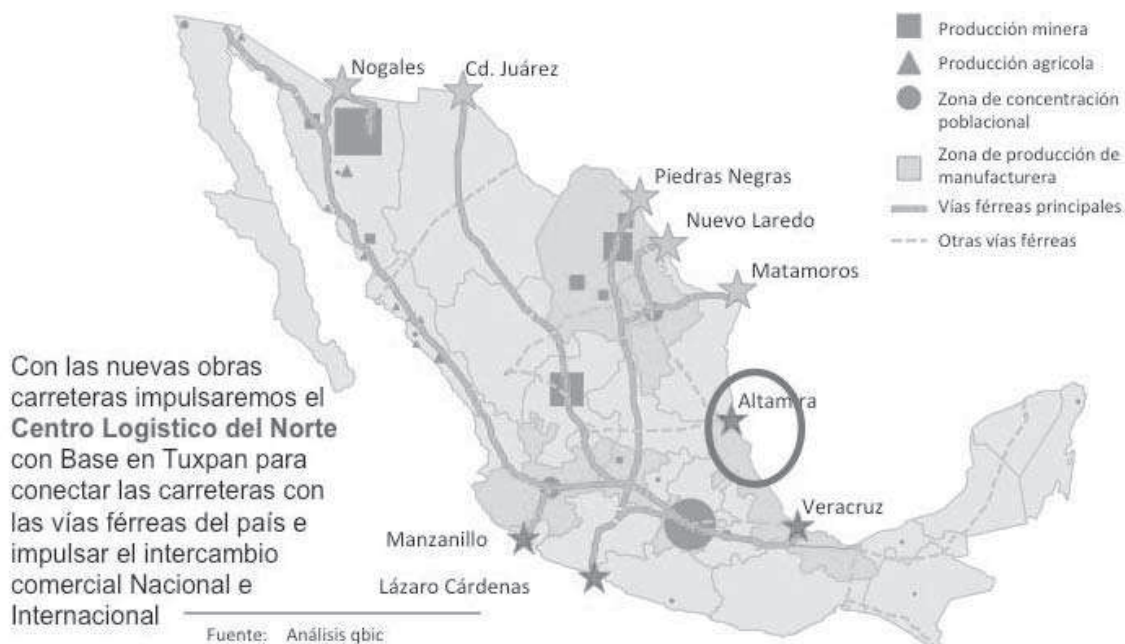 Nogales
Cd. Juárez
Piedras Negras
Nuevo Laredo
Matamoros
Altamira
Veracruz
Manzanillo
Lázaro Cárdenas
Producción minera
Producción agricola
Zona de concentración
poblacional
Zona de producción de
manufacturera
Vías férreas principales
Otras vías férreas
Con las nuevas obras
carreteras impulsaremos el
Centro Logistico del Norte
con Base en Tuxpan para
conectar las carreteras con
las vías férreas del país e
impulsar el intercambio
comercial Nacional e
Internacional
Fuente: Análisis qbic